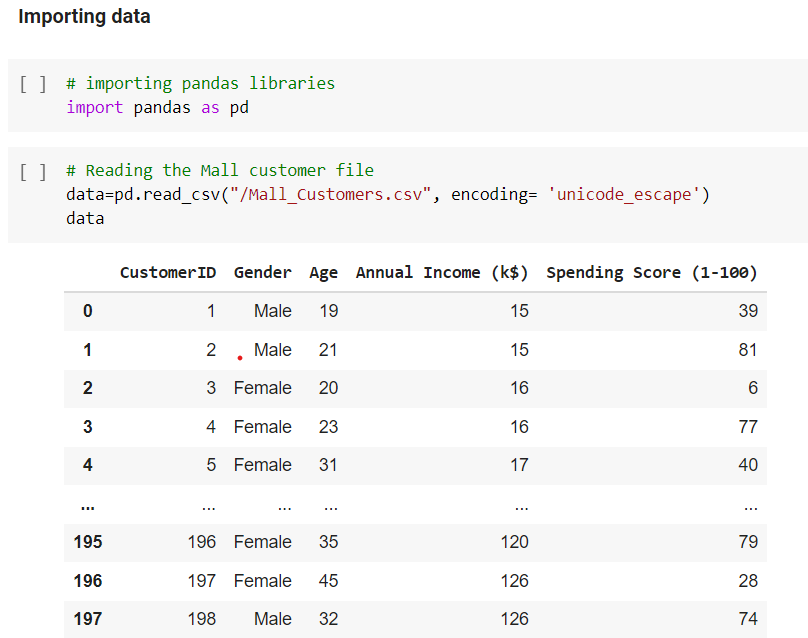 Importing data
[ ] # importing pandas libraries
import pandas as pd
[ ] # Reading the Mall customer file
data=pd.read_csv("/Mall_Customers.csv", encoding= 'unicode_escape')
data
CustomerID Gender Age Annual Income (k$) Spending Score (1-100)
0 1 Male 19 15 39
1 2 Male 21 15 81
2 3 Female 20 16 6
3 4 Female 23 16 77
4 5 Female 31 17 40
... ... ... ... ... ...
195 196 Female 35 120 79
196 197 Female 45 126 28
197 198 Male 32 126 74